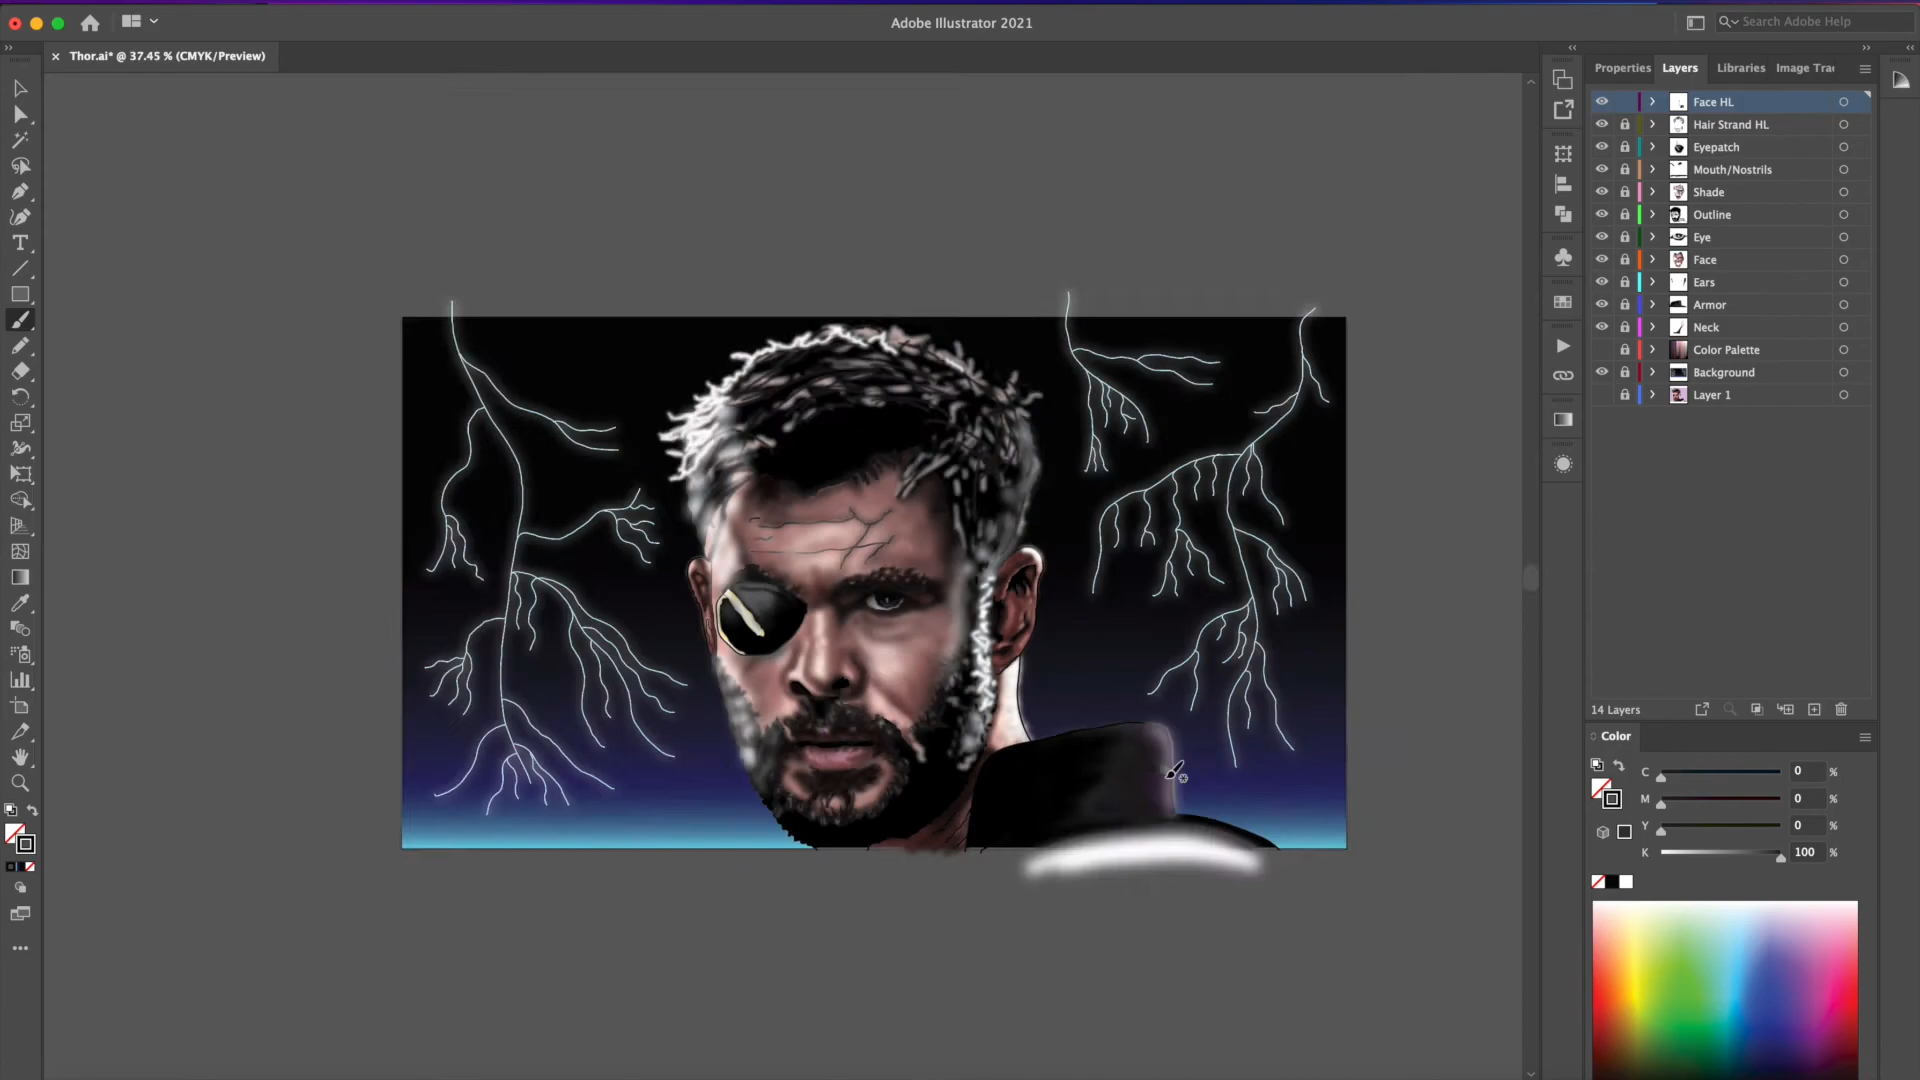 Adobe Illustrator 2021
Search Adobe Help
× Thor.ai* @ 37.45 % (CMYK/Preview)
Properties Layers Libraries Image Tra
Face HL
Hair Strand HL
Eyepatch
Mouth/Nostrils
Shade
Outline
Eye
Face
Ears
Armor
Neck
Color Palette
Background
Layer 1
14 Layers
Color
C 0 %
M 0 %
Y 0 %
K 100 %